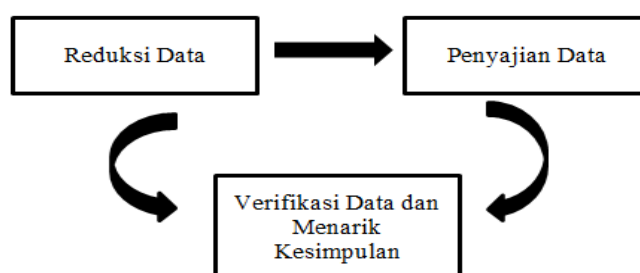 Reduksi Data
Penyajian Data
Verifikasi Data dan
Menarik
Kesimpulan